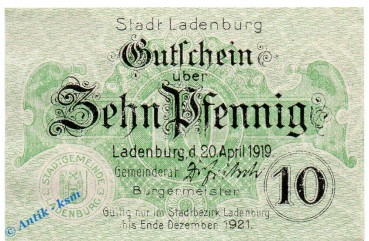 Stadt Ladenburg
Gutschein
über
Zehn Pfennig
Ladenburg, d. 20 April 1919.
Gemeinderat
Bürgermeister
10
STADTGEMEINDE
LADENBURG
Gültig nur im Stadtbezirk Ladenburg
bis Ende Dezember 1921.
© Antik-ksm